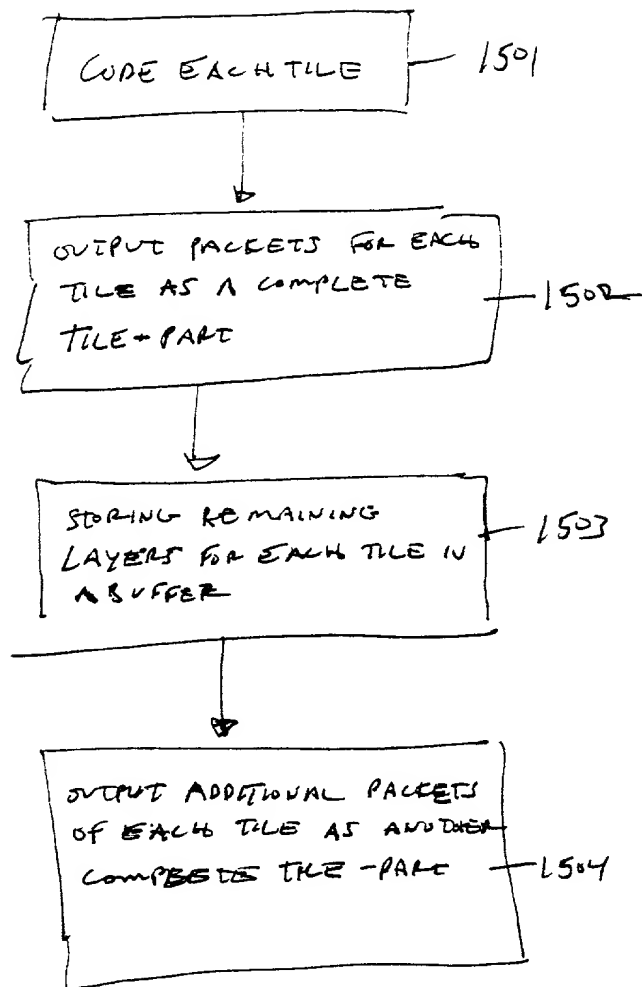 CODE EACH TILE
1501
OUTPUT PACKETS FOR EACH
TILE AS A COMPLETE
TILE-PART
1502
STORING REMAINING
LAYERS FOR EACH TILE IN
A BUFFER
1503
OUTPUT ADDITIONAL PACKETS
OF EACH TILE AS ANOTHER
COMPLETE TILE-PART
1504